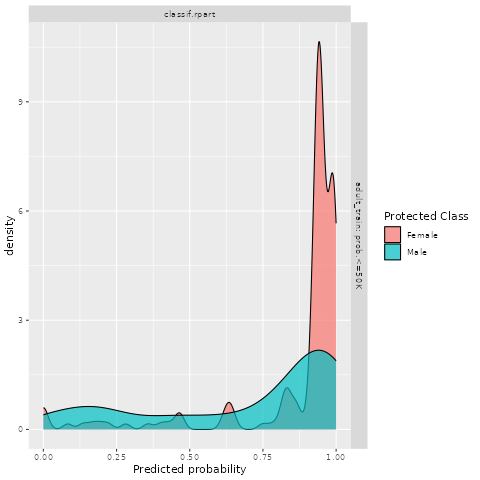 classif.rpart
9
6
3
0
density
adult_train: prob.<=50K
0.00
0.25
0.50
0.75
1.00
Predicted probability
Protected Class
Female
Male